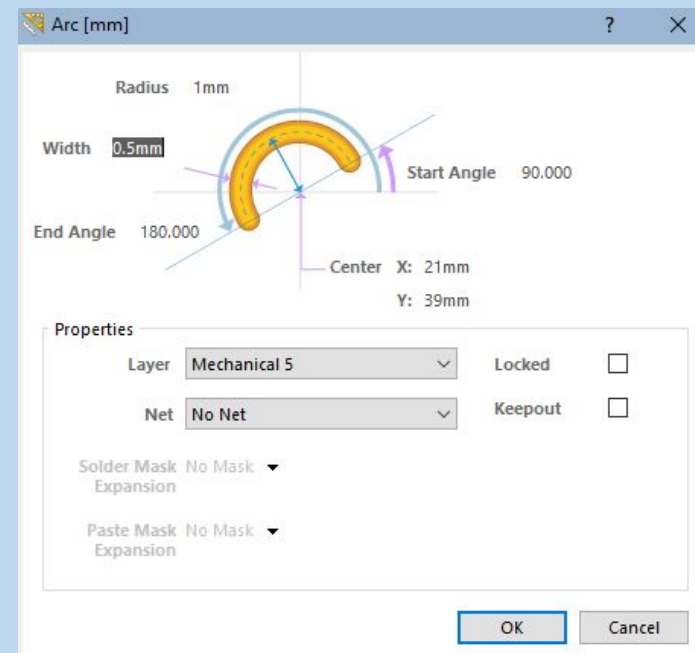 Arc [mm] ?
Radius 1mm
Width 0.5mm
Start Angle 90.000
End Angle 180.000
Center X: 21mm
Y: 39mm
Properties
Layer Mechanical 5 Locked
Net No Net Keepout
Solder Mask No Mask
Expansion
Paste Mask No Mask
Expansion
OK Cancel